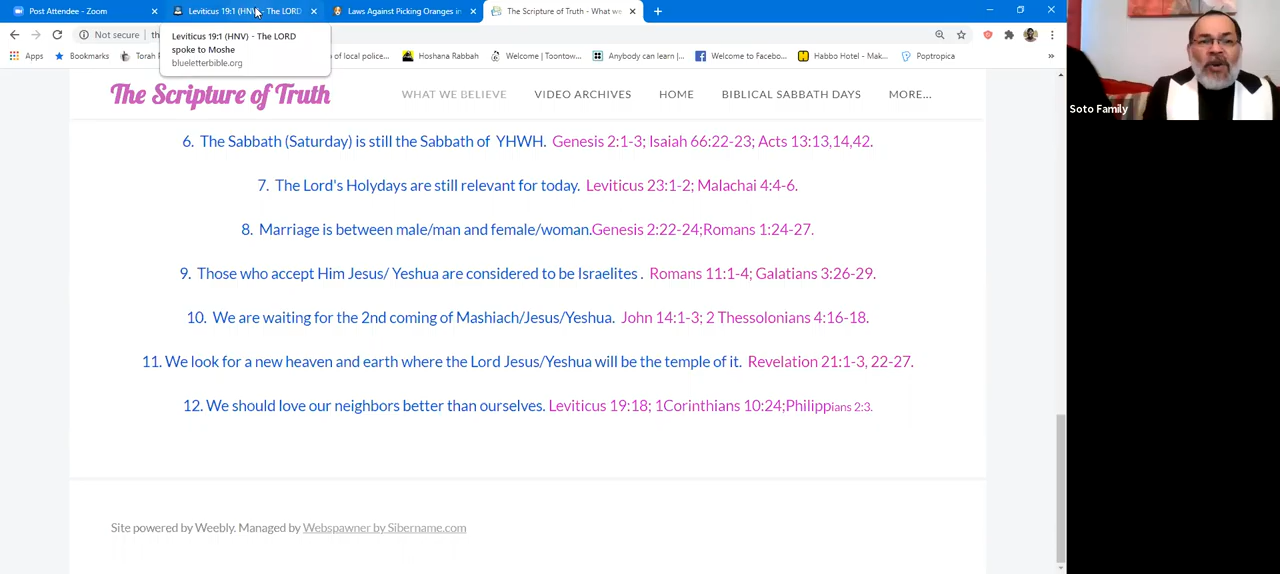 Post Attendee - Zoom
Leviticus 19:1 (HNV) - The LORD
Laws Against Picking Oranges in
The Scripture of Truth - What we
Not secure
Leviticus 19:1 (HNV) - The LORD
spoke to Moshe
blueletterbible.org
Apps
Bookmarks
Torah
of local police...
Hoshana Rabbah
Welcome | Toontow...
Anybody can learn |...
Welcome to Facebo...
Habbo Hotel - Mak...
Poptropica
»
Soto Family
The Scripture of Truth
WHAT WE BELIEVE
VIDEO ARCHIVES
HOME
BIBLICAL SABBATH DAYS
MORE...
6. The Sabbath (Saturday) is still the Sabbath of YHWH. Genesis 2:1-3; Isaiah 66:22-23; Acts 13:13,14,42.
7. The Lord's Holydays are still relevant for today. Leviticus 23:1-2; Malachai 4:4-6.
8. Marriage is between male/man and female/woman.Genesis 2:22-24;Romans 1:24-27.
9. Those who accept Him Jesus/ Yeshua are considered to be Israelites . Romans 11:1-4; Galatians 3:26-29.
10. We are waiting for the 2nd coming of Mashiach/Jesus/Yeshua. John 14:1-3; 2 Thessolonians 4:16-18.
11. We look for a new heaven and earth where the Lord Jesus/Yeshua will be the temple of it. Revelation 21:1-3, 22-27.
12. We should love our neighbors better than ourselves. Leviticus 19:18; 1Corinthians 10:24;Philippians 2:3.
Site powered by Weebly. Managed by Webspawner by Sibername.com